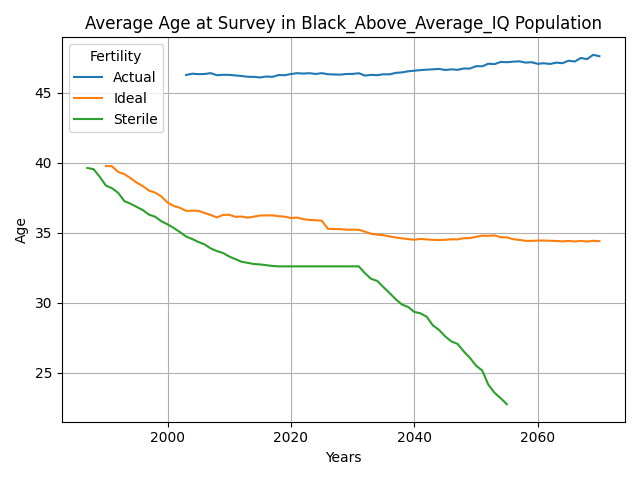 Average Age at Survey in Black_Above_Average_IQ Population
Fertility
Actual
Ideal
Sterile
Age
45
40
35
30
25
2000 2020 2040 2060
Years